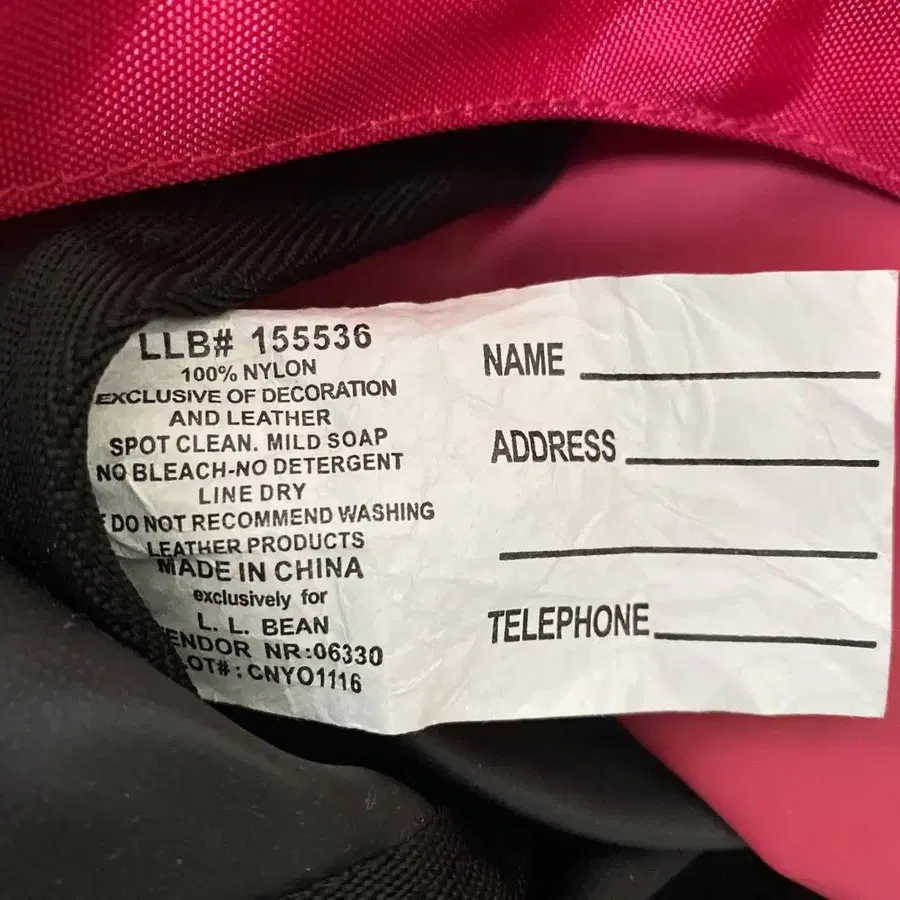 LLB# 155536
100% NYLON
EXCLUSIVE OF DECORATION
AND LEATHER
SPOT CLEAN. MILD SOAP
NO BLEACH-NO DETERGENT
LINE DRY
DO NOT RECOMMEND WASHING
LEATHER PRODUCTS
MADE IN CHINA
exclusively for
L. L. BEAN
ENDOR NR:06330
OT#: CNYO1116
NAME
ADDRESS
TELEPHONE